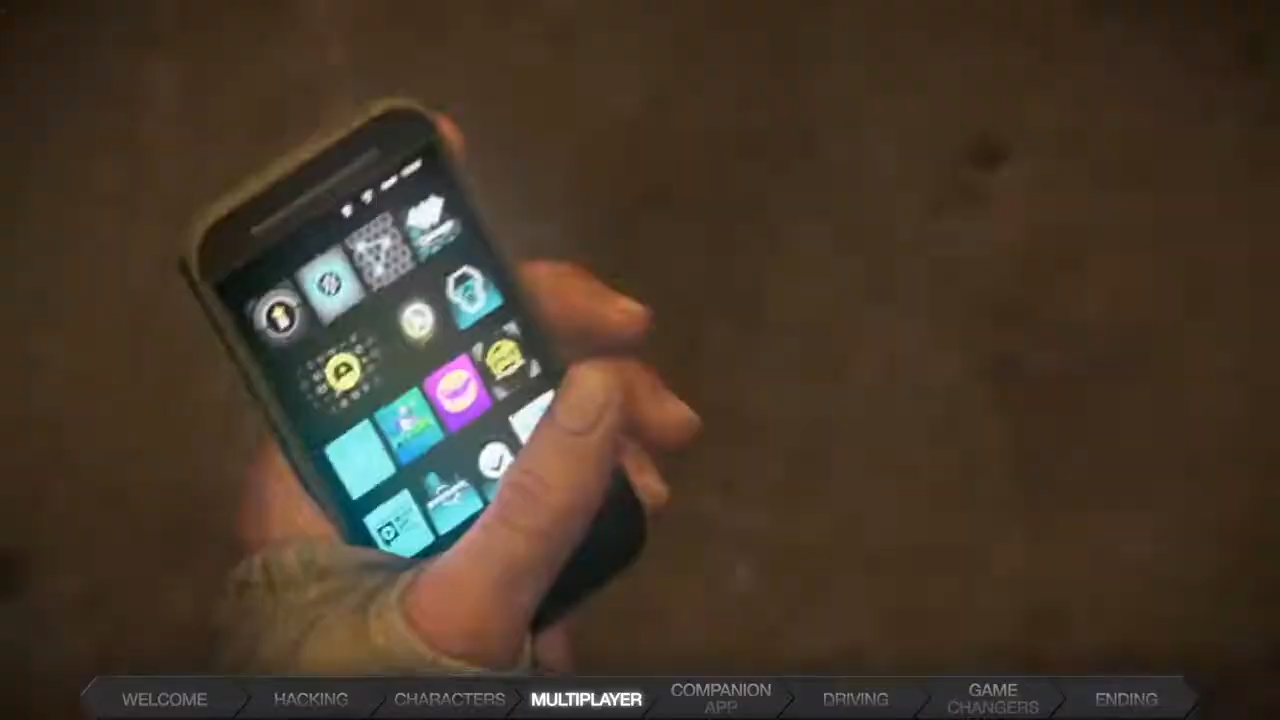 WELCOME
HACKING
CHARACTERS
MULTIPLAYER
COMPANION
APP
DRIVING
GAME
CHANGERS
ENDING